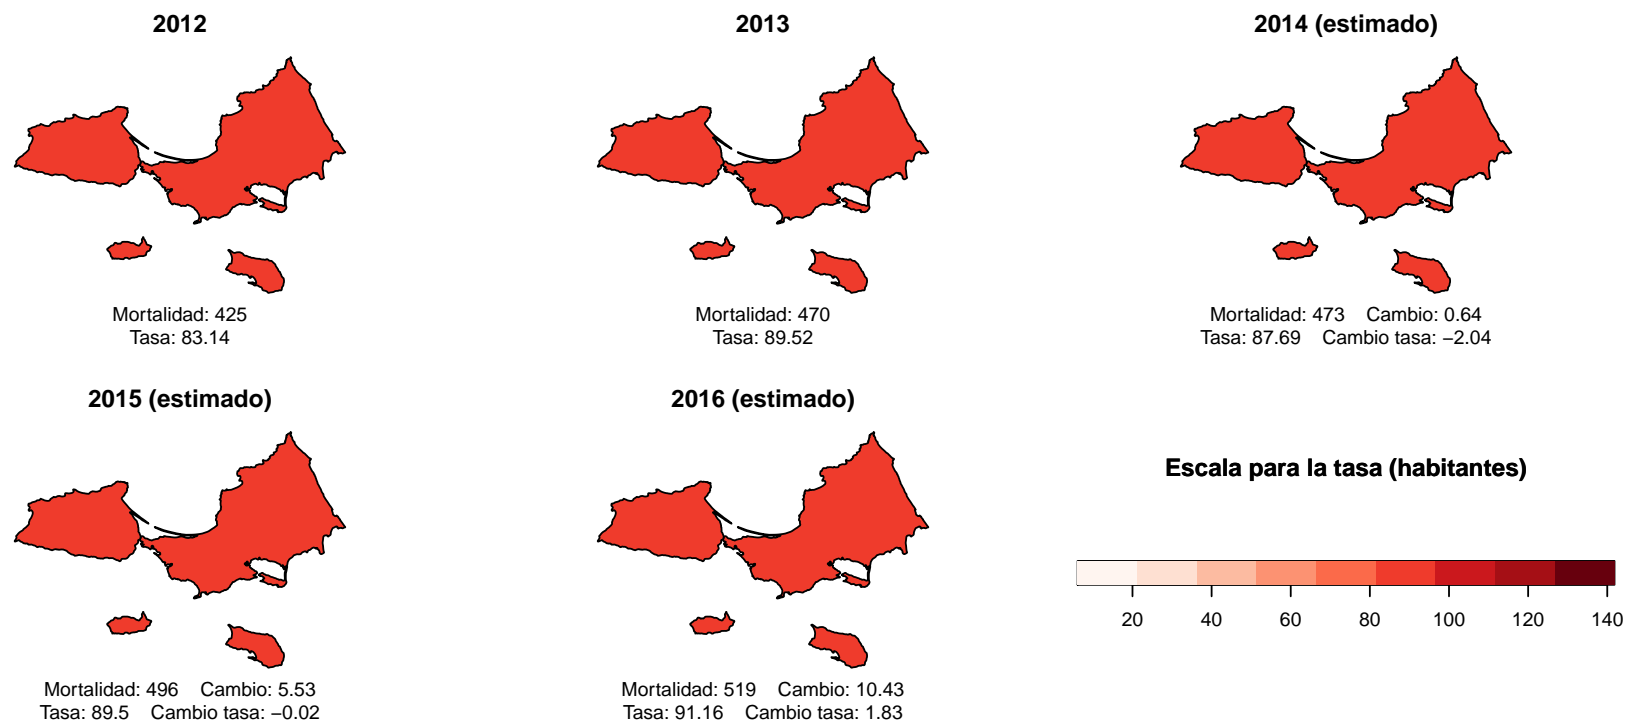 2012
Mortalidad: 425
Tasa: 83.14
2013
Mortalidad: 470
Tasa: 89.52
2014 (estimado)
Mortalidad: 473 Cambio: 0.64
Tasa: 87.69 Cambio tasa: −2.04
2015 (estimado)
Mortalidad: 496 Cambio: 5.53
Tasa: 89.5 Cambio tasa: −0.02
2016 (estimado)
Mortalidad: 519 Cambio: 10.43
Tasa: 91.16 Cambio tasa: 1.83
Escala para la tasa (habitantes)
20 40 60 80 100 120 140